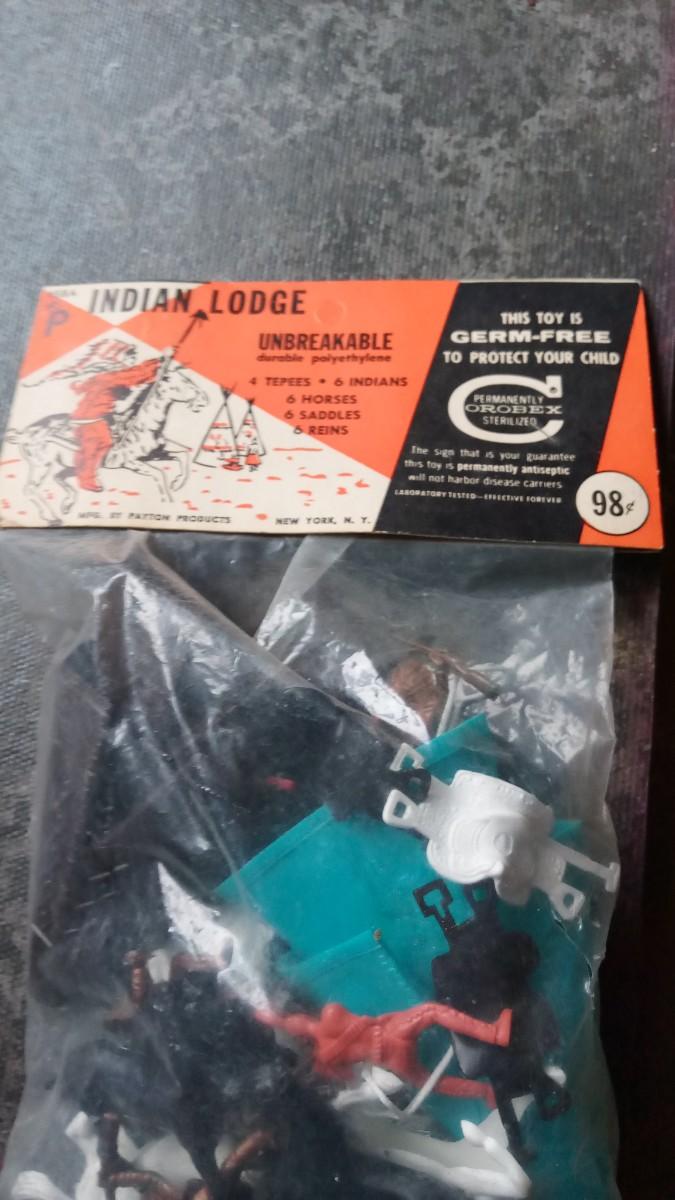 INDIAN LODGE
P
UNBREAKABLE
durable polyethylene
4 TEPEES • 6 INDIANS
6 HORSES
6 SADDLES
6 REINS
MFG. BY PAYTON PRODUCTS NEW YORK, N. Y.
THIS TOY IS
GERM-FREE
TO PROTECT YOUR CHILD
PERMANENTLY
OROBEX
STERILIZED
The sign that is your guarantee
this toy is permanently antiseptic
will not harbor disease carriers
LABORATORY TESTED—EFFECTIVE FOREVER
98¢